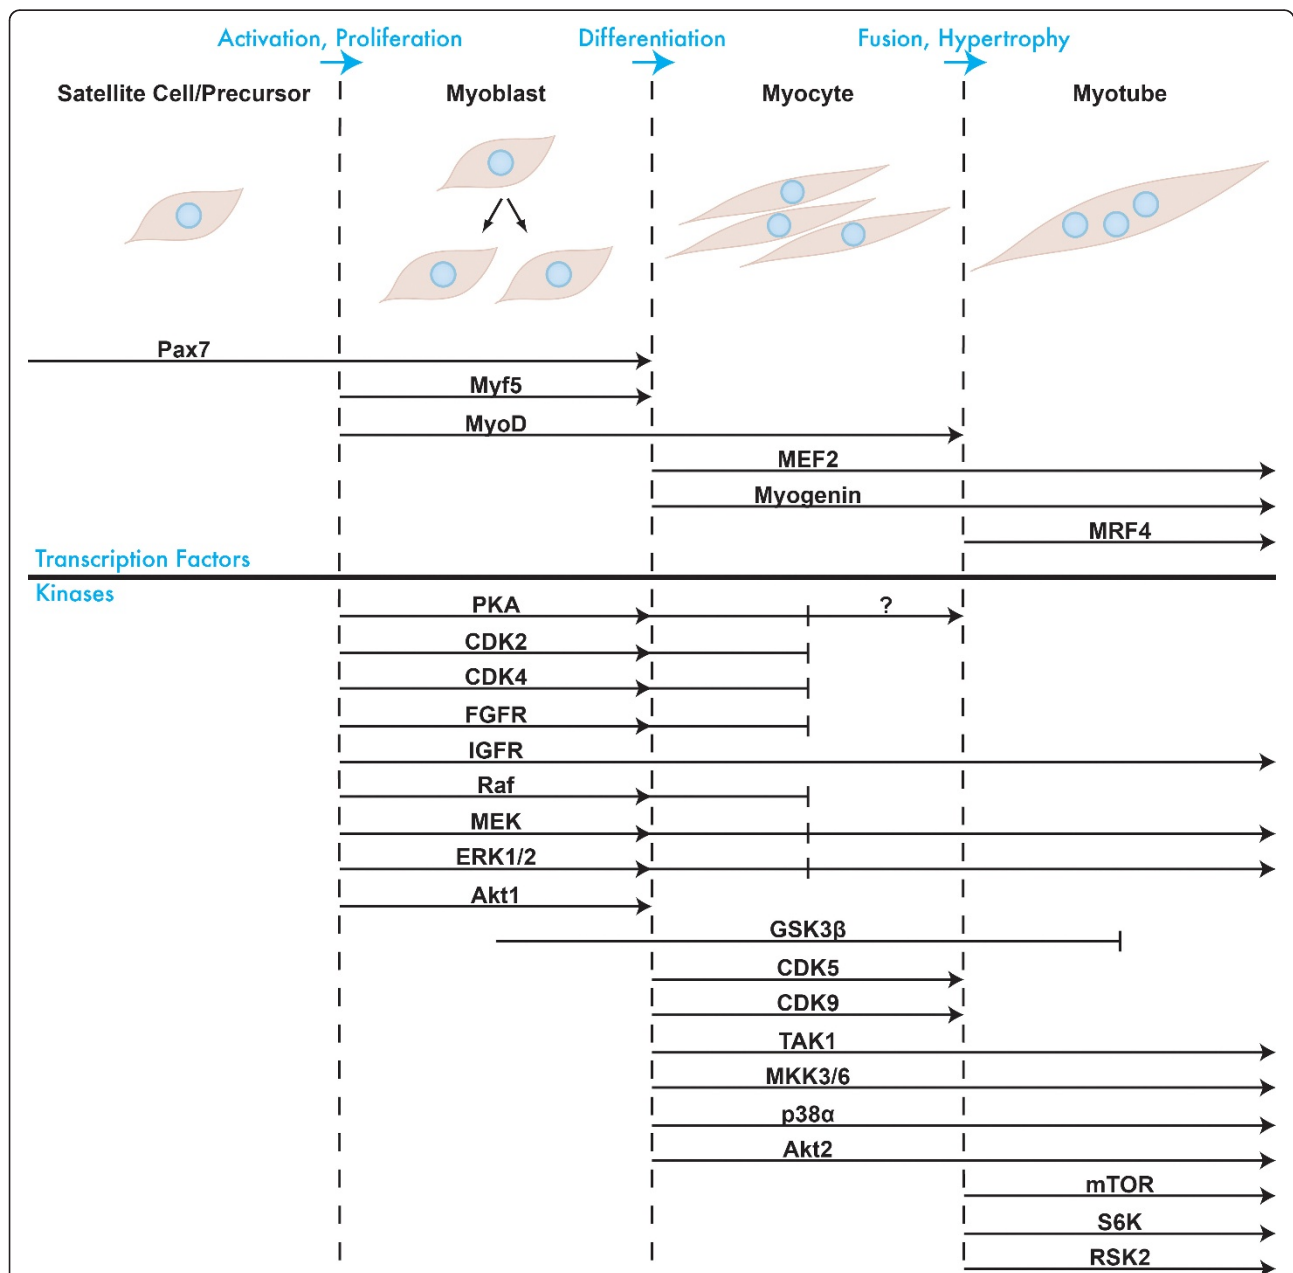 Activation, Proliferation Differentiation Fusion, Hypertrophy
Satellite Cell/Precursor Myoblast Myocyte Myotube
Pax7
Myf5
MyoD
MEF2
Myogenin
MRF4
Transcription Factors
Kinases
PKA ?
CDK2
CDK4
FGFR
IGFR
Raf
MEK
ERK1/2
Akt1
GSK3β
CDK5
CDK9
TAK1
MKK3/6
p38α
Akt2
mTOR
S6K
RSK2